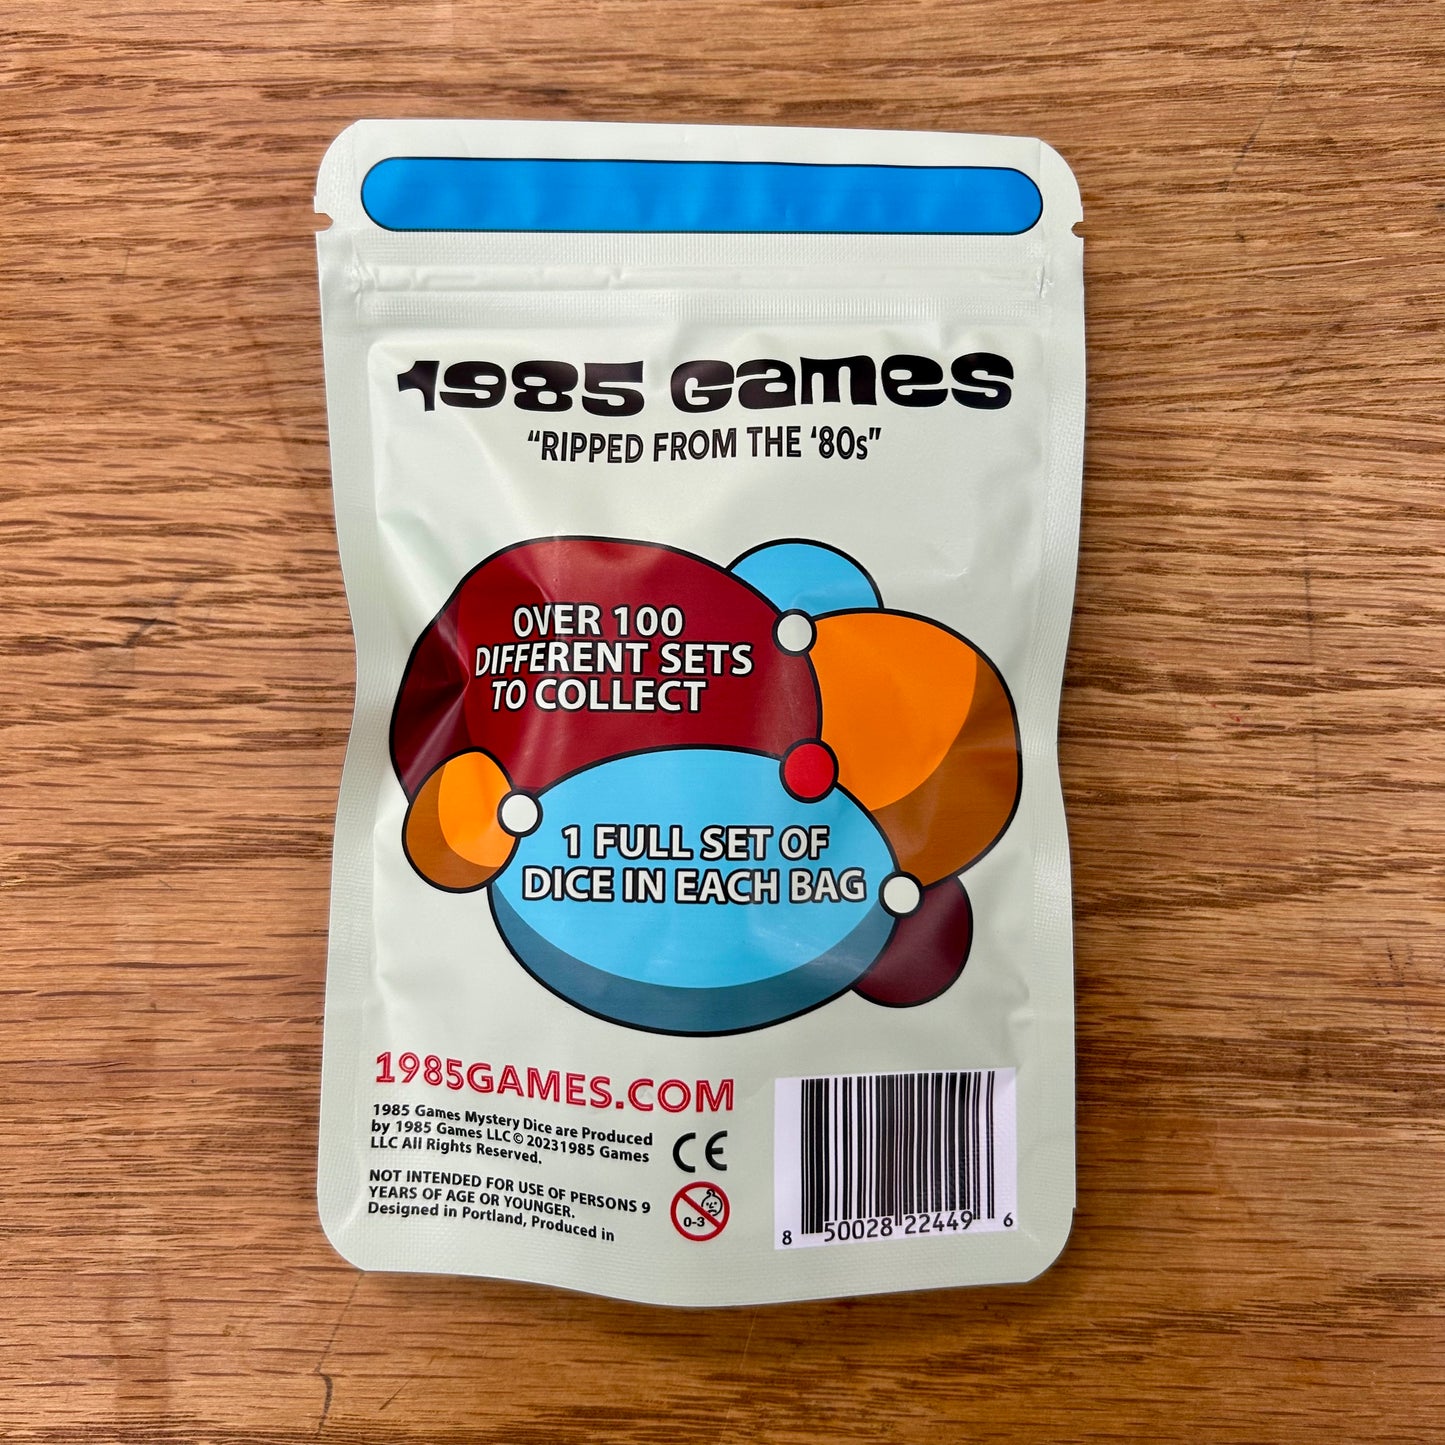 1985 Games
“RIPPED FROM THE ‘80s”
OVER 100
DIFFERENT SETS
TO COLLECT
1 FULL SET OF
DICE IN EACH BAG
1985GAMES.COM
1985 Games Mystery Dice are Produced
by 1985 Games LLC © 20231985 Games
LLC All Rights Reserved.
CE
NOT INTENDED FOR USE OF PERSONS 9
YEARS OF AGE OR YOUNGER.
Designed in Portland, Produced in
0-3
8 50028 22449 6